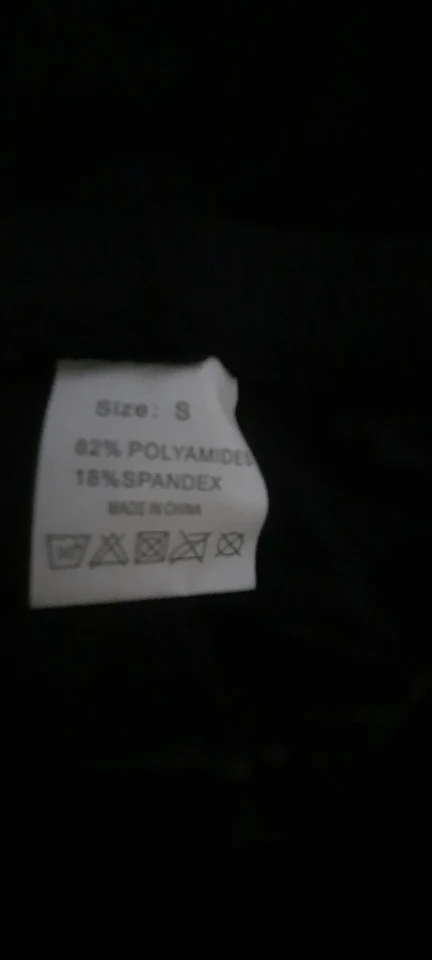 Size: S
82% POLYAMIDES
18%SPANDEX
MADE IN CHINA